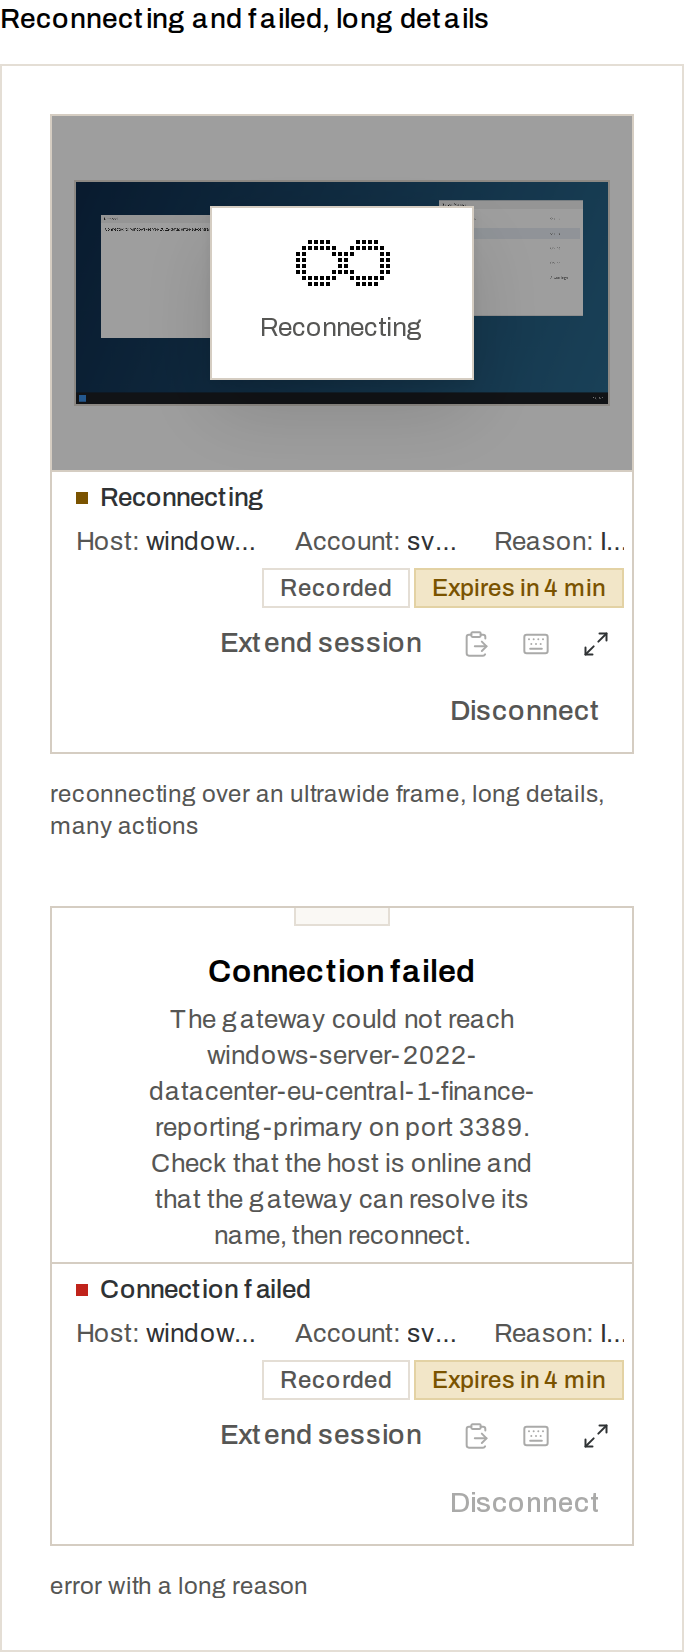 Reconnecting and failed, long details
Reconnecting
Reconnecting
Host: window... Account: sv... Reason: I...
Recorded Expires in 4 min
Extend session
Disconnect
reconnecting over an ultrawide frame, long details,
many actions
Connection failed
The gateway could not reach
windows-server-2022-
datacenter-eu-central-1-finance-
reporting-primary on port 3389.
Check that the host is online and
that the gateway can resolve its
name, then reconnect.
Connection failed
Host: window... Account: sv... Reason: I...
Recorded Expires in 4 min
Extend session
Disconnect
error with a long reason